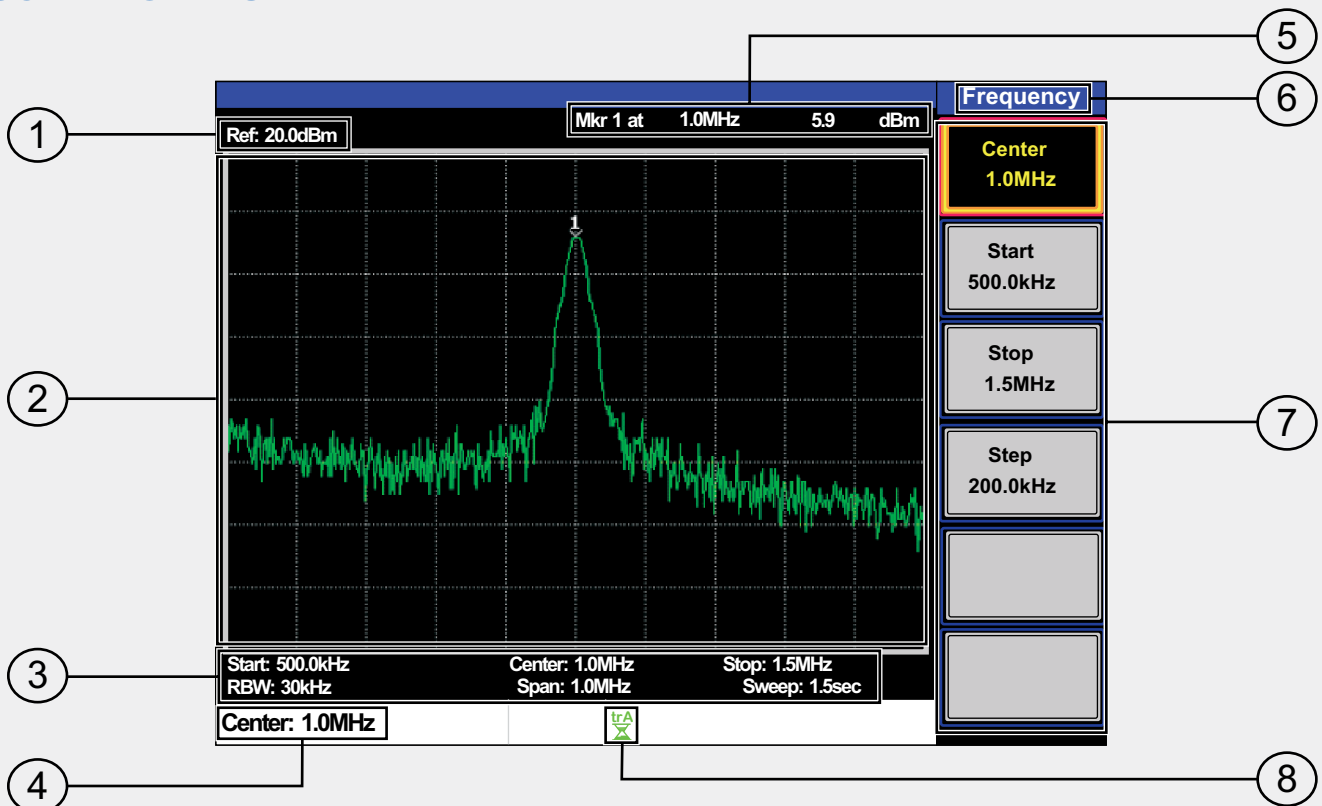 5
Frequency
6
Mkr 1 at 1.0MHz 5.9 dBm
1
Ref: 20.0dBm
Center
1.0MHz
1
Start
500.0kHz
Stop
1.5MHz
2
7
Step
200.0kHz
3
Start: 500.0kHz Center: 1.0MHz Stop: 1.5MHz
RBW: 30kHz Span: 1.0MHz Sweep: 1.5sec
Center: 1.0MHz
trA
4
8